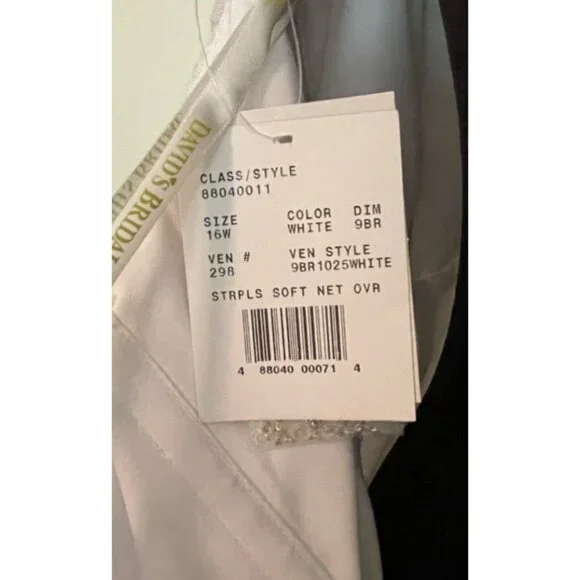 DAVID'S BRIDAL
CLASS/STYLE
88040011
SIZE COLOR DIM
16W WHITE 9BR
VEN # VEN STYLE
298 9BR1025WHITE
STRPLS SOFT NET OVR
4 88040 00071 4